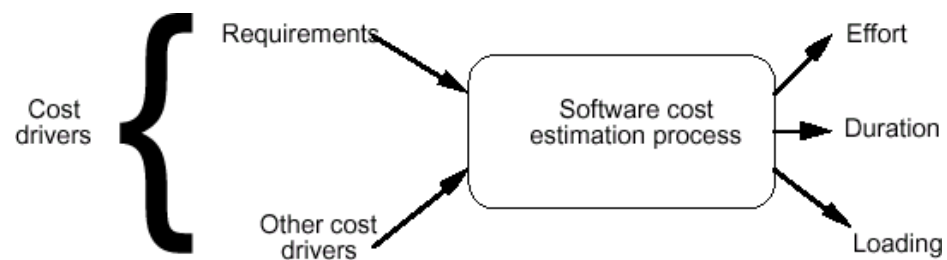 Cost
drivers
Requirements
Other cost
drivers
Software cost
estimation process
Effort
Duration
Loading